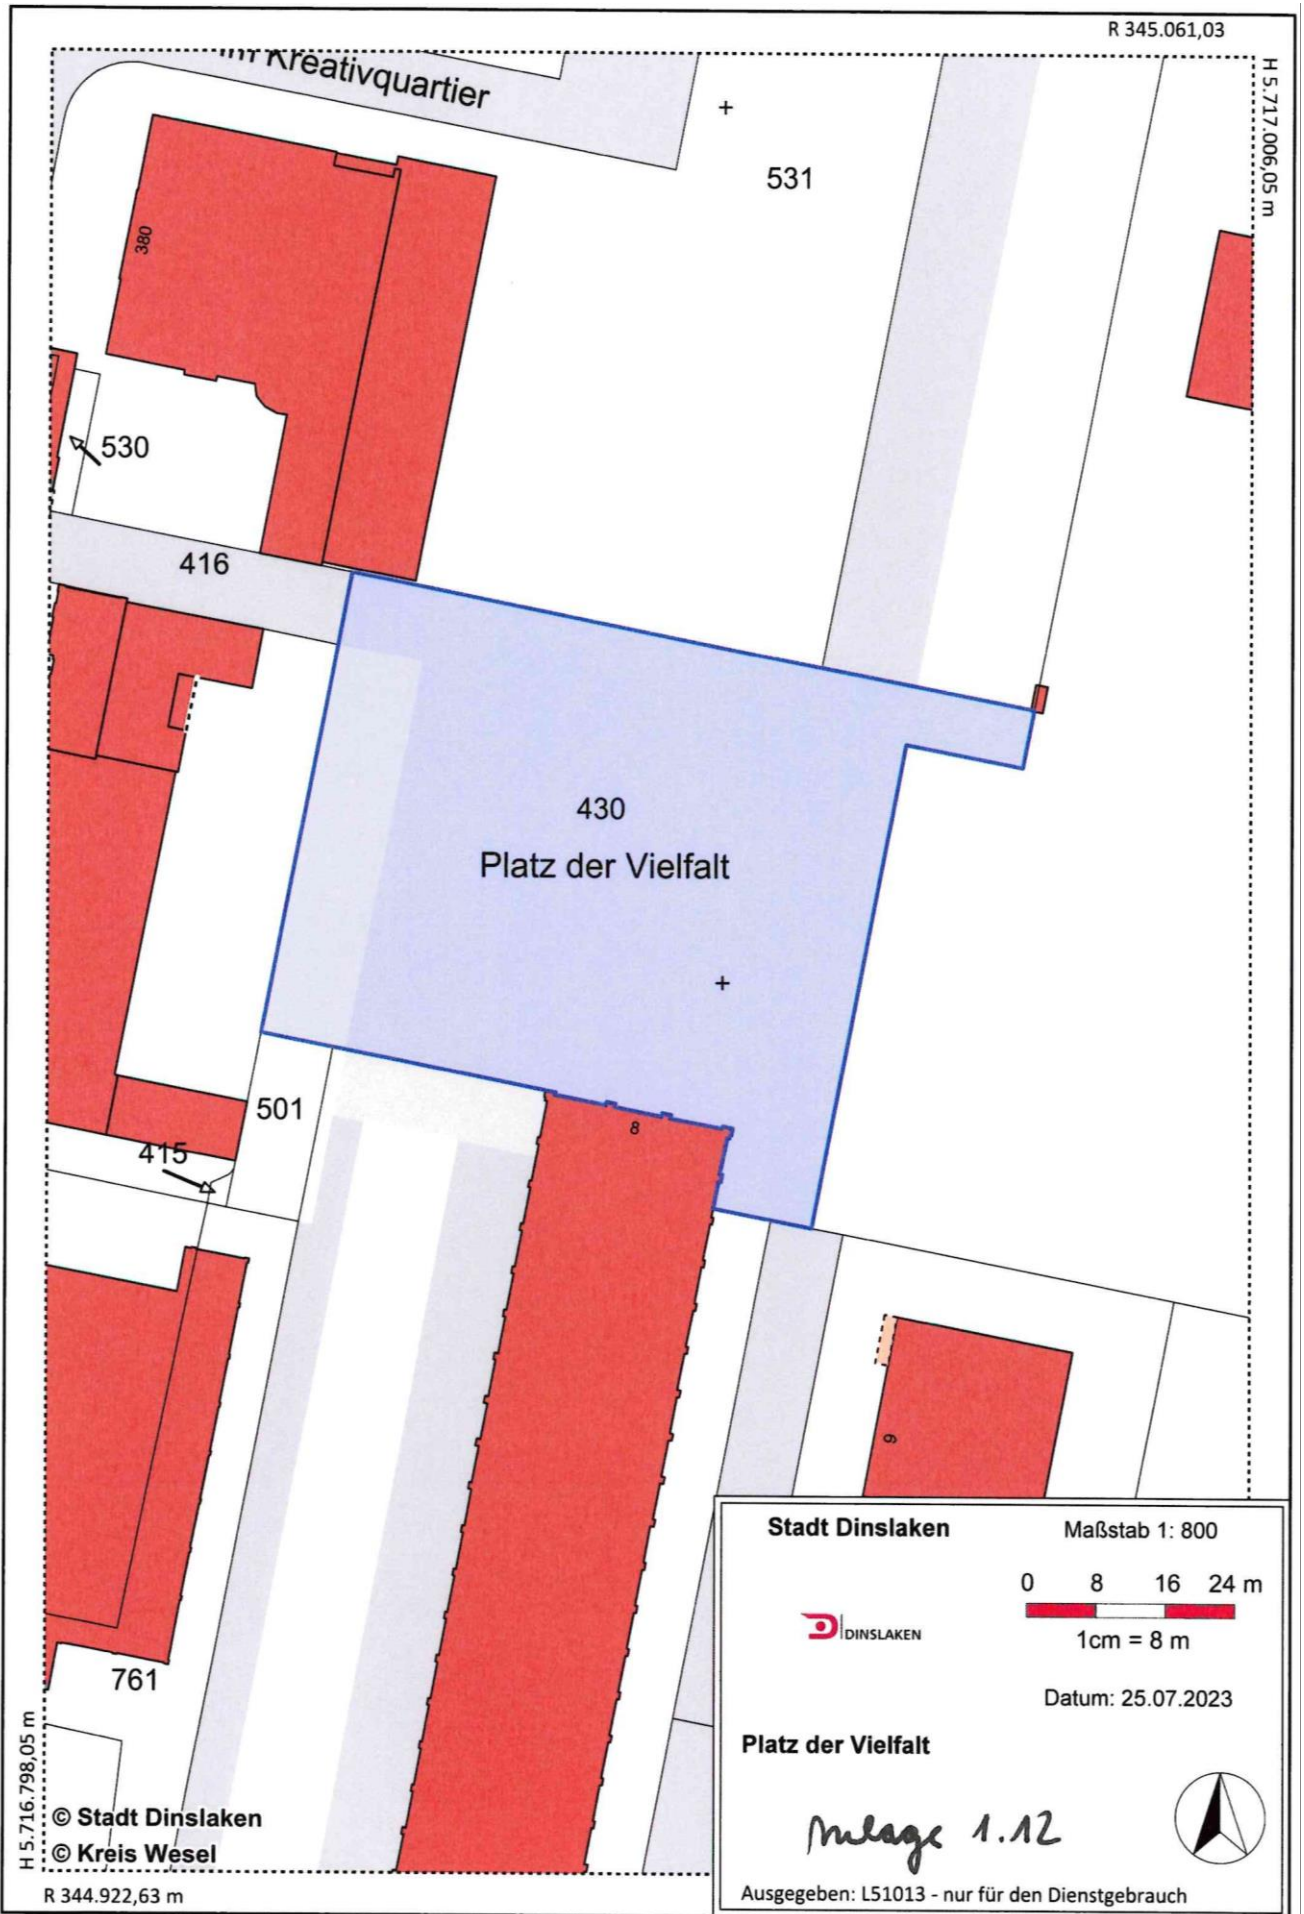 R 345.061,03
H 5.717.006,05 m
Im Kreativquartier
531
380
530
416
430
Platz der Vielfalt
8
501
415
9
761
H 5.716.798,05 m
© Stadt Dinslaken
© Kreis Wesel
R 344.922,63 m
Stadt Dinslaken
Maßstab 1: 800
0 8 16 24 m
1cm = 8 m
DINSLAKEN
Datum: 25.07.2023
Platz der Vielfalt
Anlage 1.12
Ausgegeben: L51013 - nur für den Dienstgebrauch